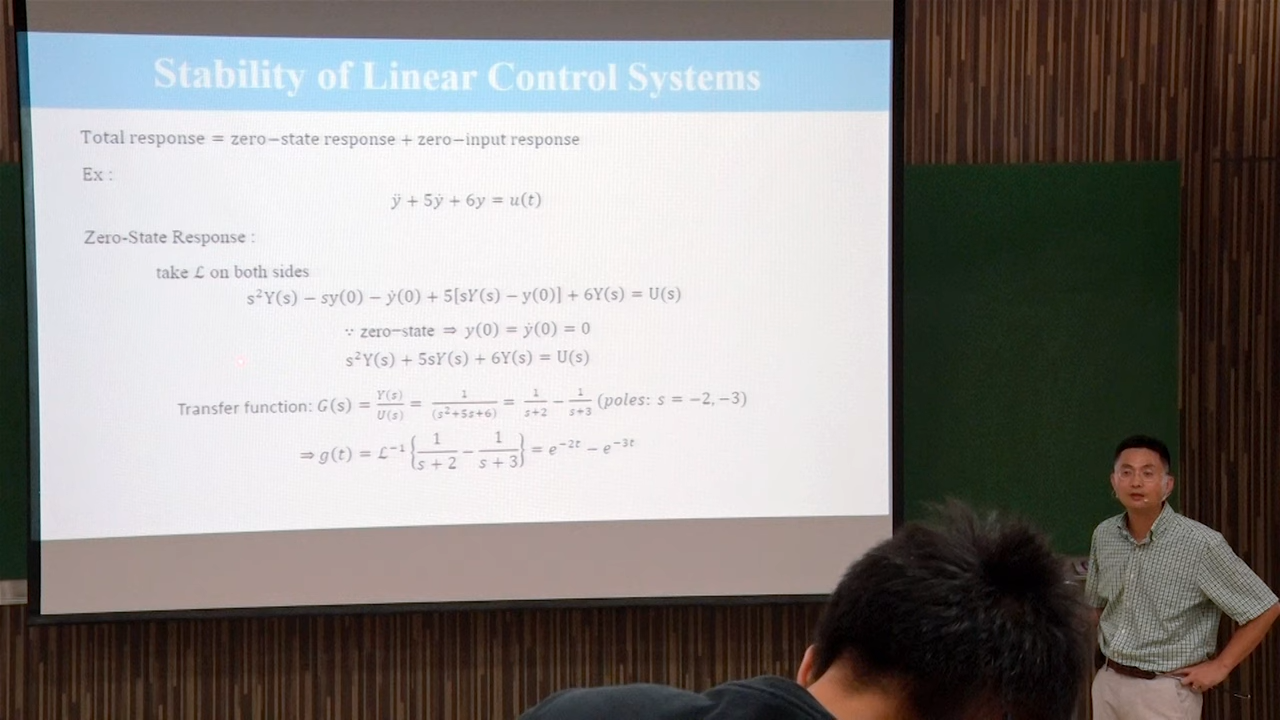 Stability of Linear Control Systems
Total response = zero−state response + zero−input response
Ex :
ÿ + 5ẏ + 6y = u(t)
Zero-State Response :
take ℒ on both sides
s²Y(s) − sy(0) − ẏ(0) + 5[sY(s) − y(0)] + 6Y(s) = U(s)
∵ zero−state ⇒ y(0) = ẏ(0) = 0
s²Y(s) + 5sY(s) + 6Y(s) = U(s)
Transfer function: G(s) = Y(s)/U(s) = 1/(s²+5s+6) = 1/s+2 − 1/s+3 (poles: s = −2, −3)
⇒ g(t) = ℒ⁻¹ {1/s + 2 − 1/s + 3} = e⁻²ᵗ − e⁻³ᵗ